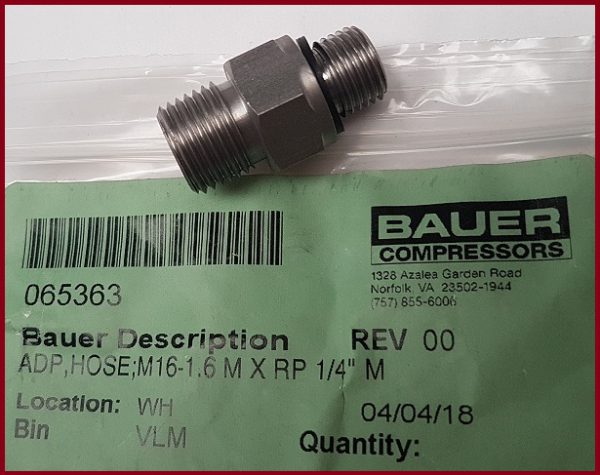 BAUER
COMPRESSORS
1328 Azalea Garden Road
Norfolk, VA 23502-1944
(757) 855-6006
065363
Bauer Description REV 00
ADP,HOSE;M16-1.6 M X RP 1/4" M
Location: WH 04/04/18
Bin VLM Quantity: